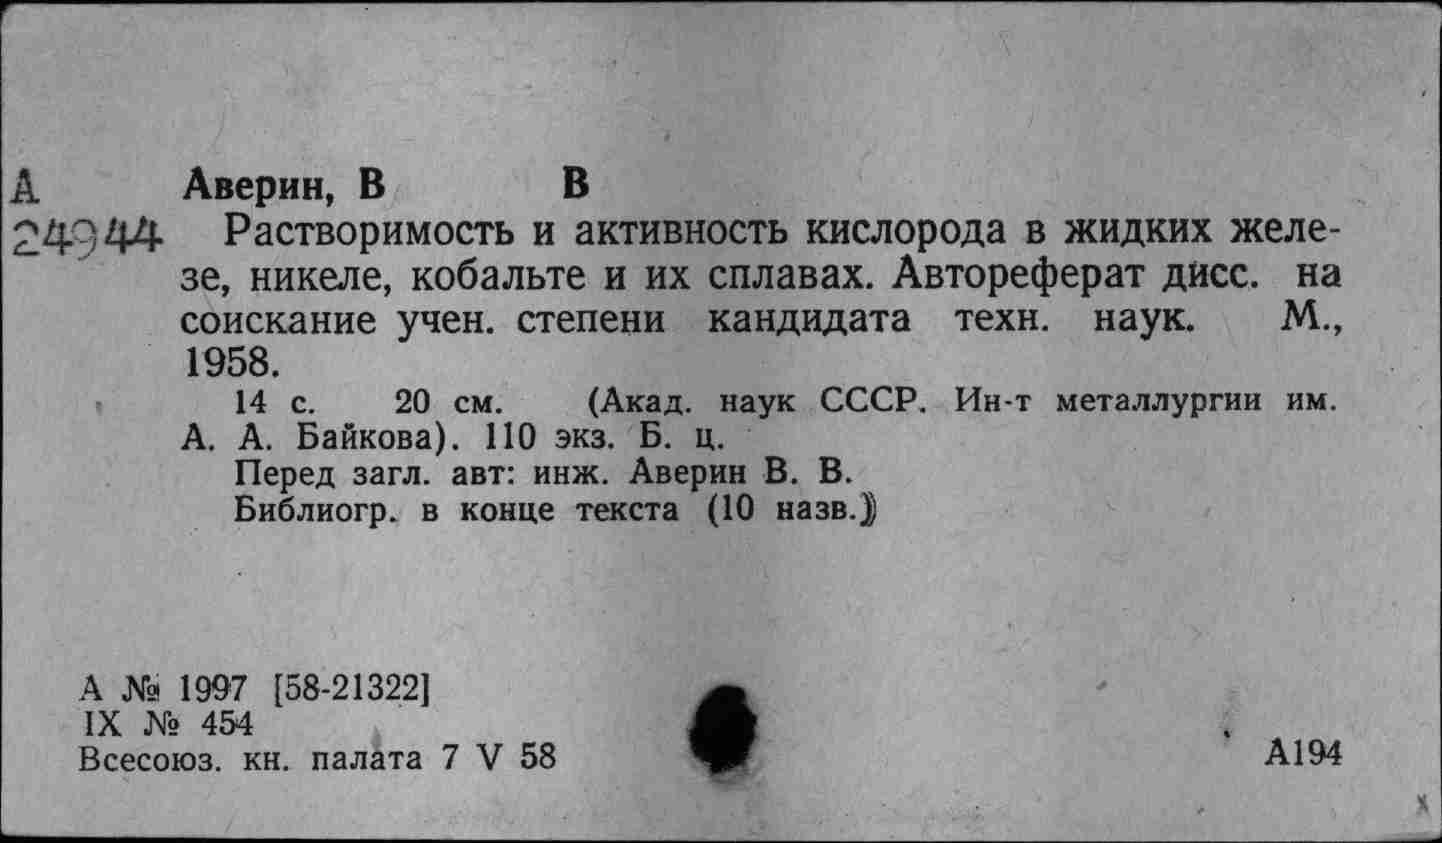 А Аверин, В В
24944 Растворимость и активность кислорода в жидких желе-
зе, никеле, кобальте и их сплавах. Автореферат дисс. на
соискание учен. степени кандидата техн. наук. М.,
1958.
14 с. 20 см. (Акад. наук СССР. Ин-т металлургии им.
А. А. Байкова). 110 экз. Б. ц.
Перед загл. авт: инж. Аверин В. В.
Библиогр. в конце текста (10 назв.)
А № 1997 [58-21322]
IX № 454
Всесоюз. кн. палата 7 V 58
А194